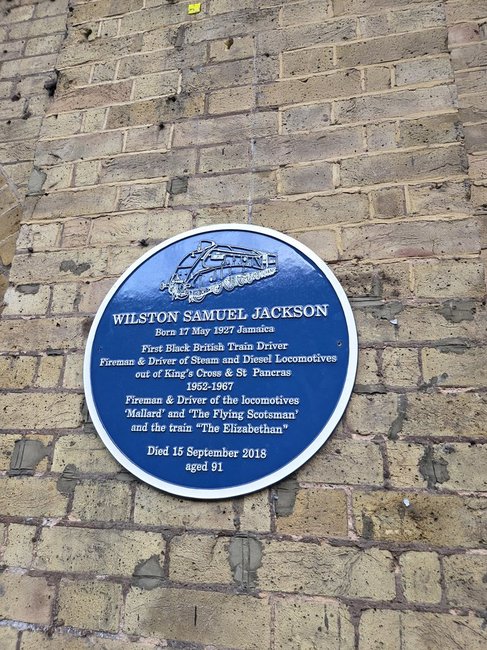 WILSTON SAMUEL JACKSON
Born 17 May 1927 Jamaica
First Black British Train Driver
Fireman & Driver of Steam and Diesel Locomotives
out of King's Cross & St Pancras
1952-1967
Fireman & Driver of the locomotives
'Mallard' and 'The Flying Scotsman'
and the train "The Elizabethan"
Died 15 September 2018
aged 91